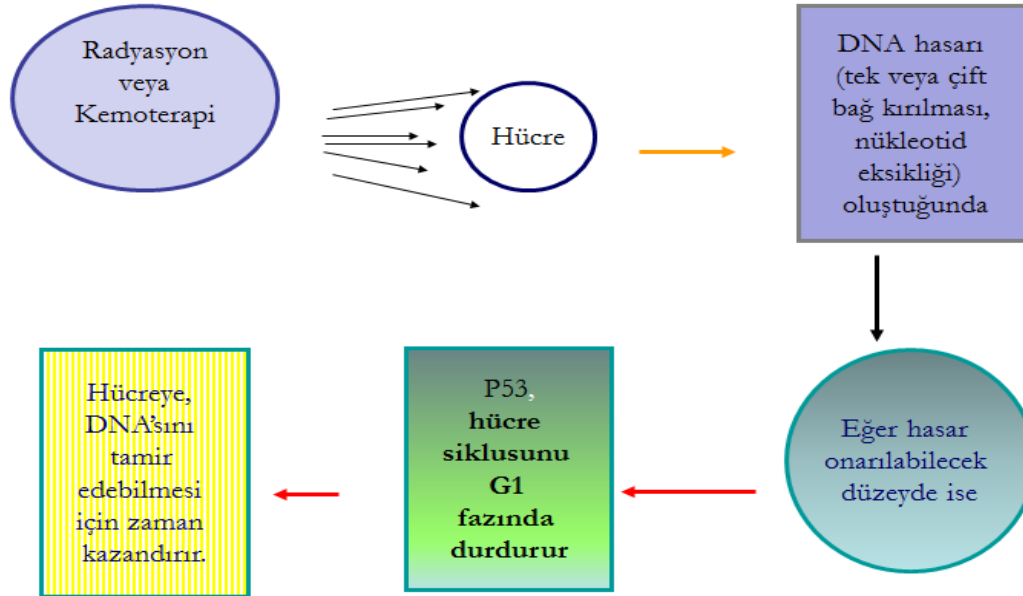 Radyasyon
veya
Kemoterapi
Hücre
DNA hasarı
(tek veya çift
bağ kırılması,
nükleotid
eksikliği)
oluştuğunda
Eğer hasar
onarılabilecek
düzeyde ise
P53,
hücre
siklusunu
G1
fazında
durdurur
Hücreye,
DNA’sını
tamir
edebilmesi
için zaman
kazandırır.